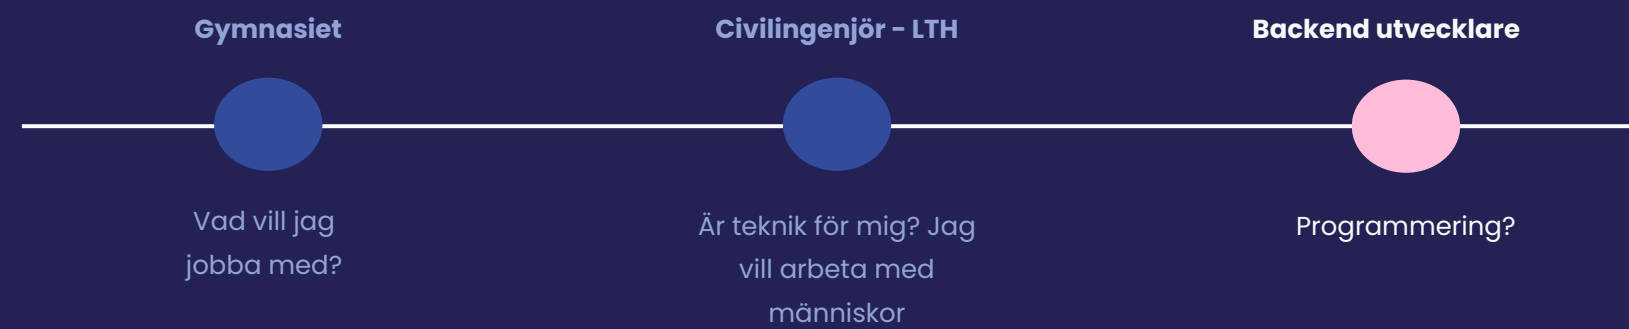 Gymnasiet
Vad vill jag
jobba med?
Civilingenjör - LTH
Är teknik för mig? Jag
vill arbeta med
människor
Backend utvecklare
Programmering?